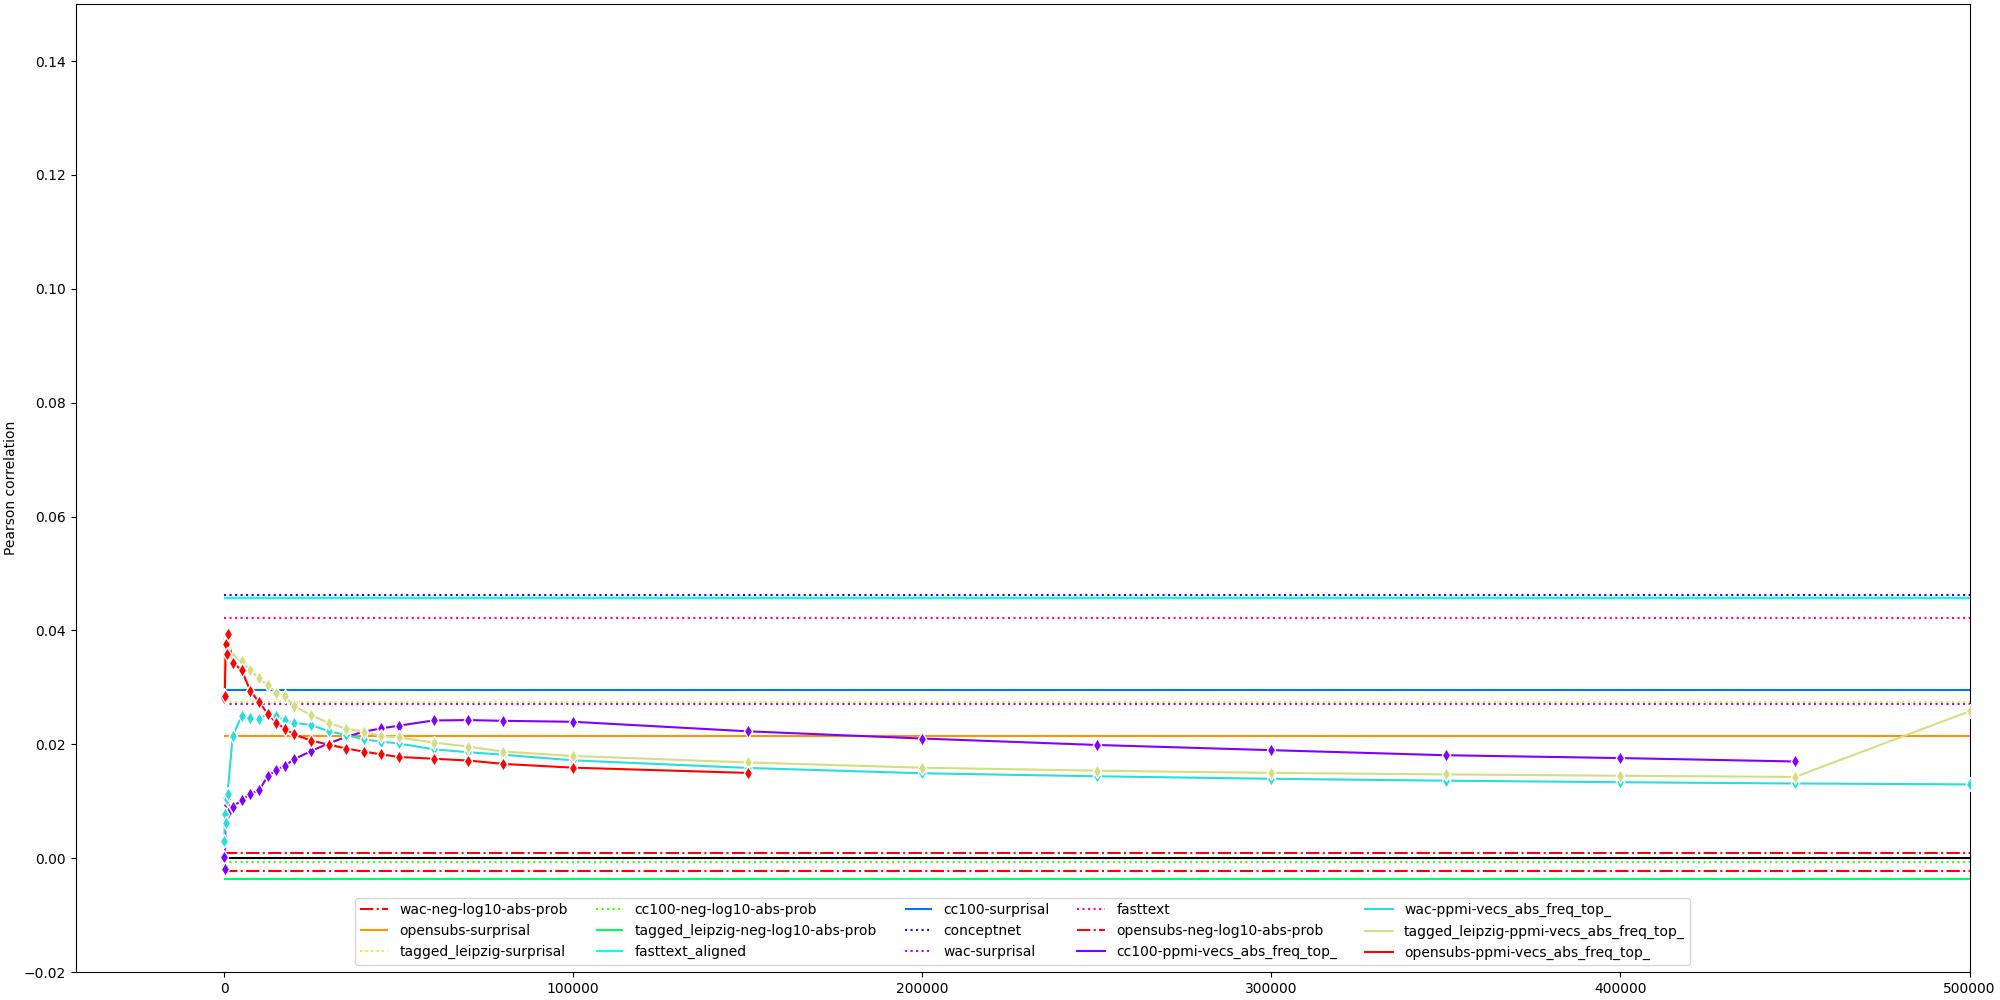 0.14
0.12
0.10
0.08
0.06
0.04
0.02
0.00
−0.02
Pearson correlation
wac-neg-log10-abs-prob
opensubs-surprisal
tagged_leipzig-surprisal
cc100-neg-log10-abs-prob
tagged_leipzig-neg-log10-abs-prob
fasttext_aligned
cc100-surprisal
conceptnet
wac-surprisal
fasttext
opensubs-neg-log10-abs-prob
cc100-ppmi-vecs_abs_freq_top_
wac-ppmi-vecs_abs_freq_top_
tagged_leipzig-ppmi-vecs_abs_freq_top_
opensubs-ppmi-vecs_abs_freq_top_
0 100000 200000 300000 400000 500000